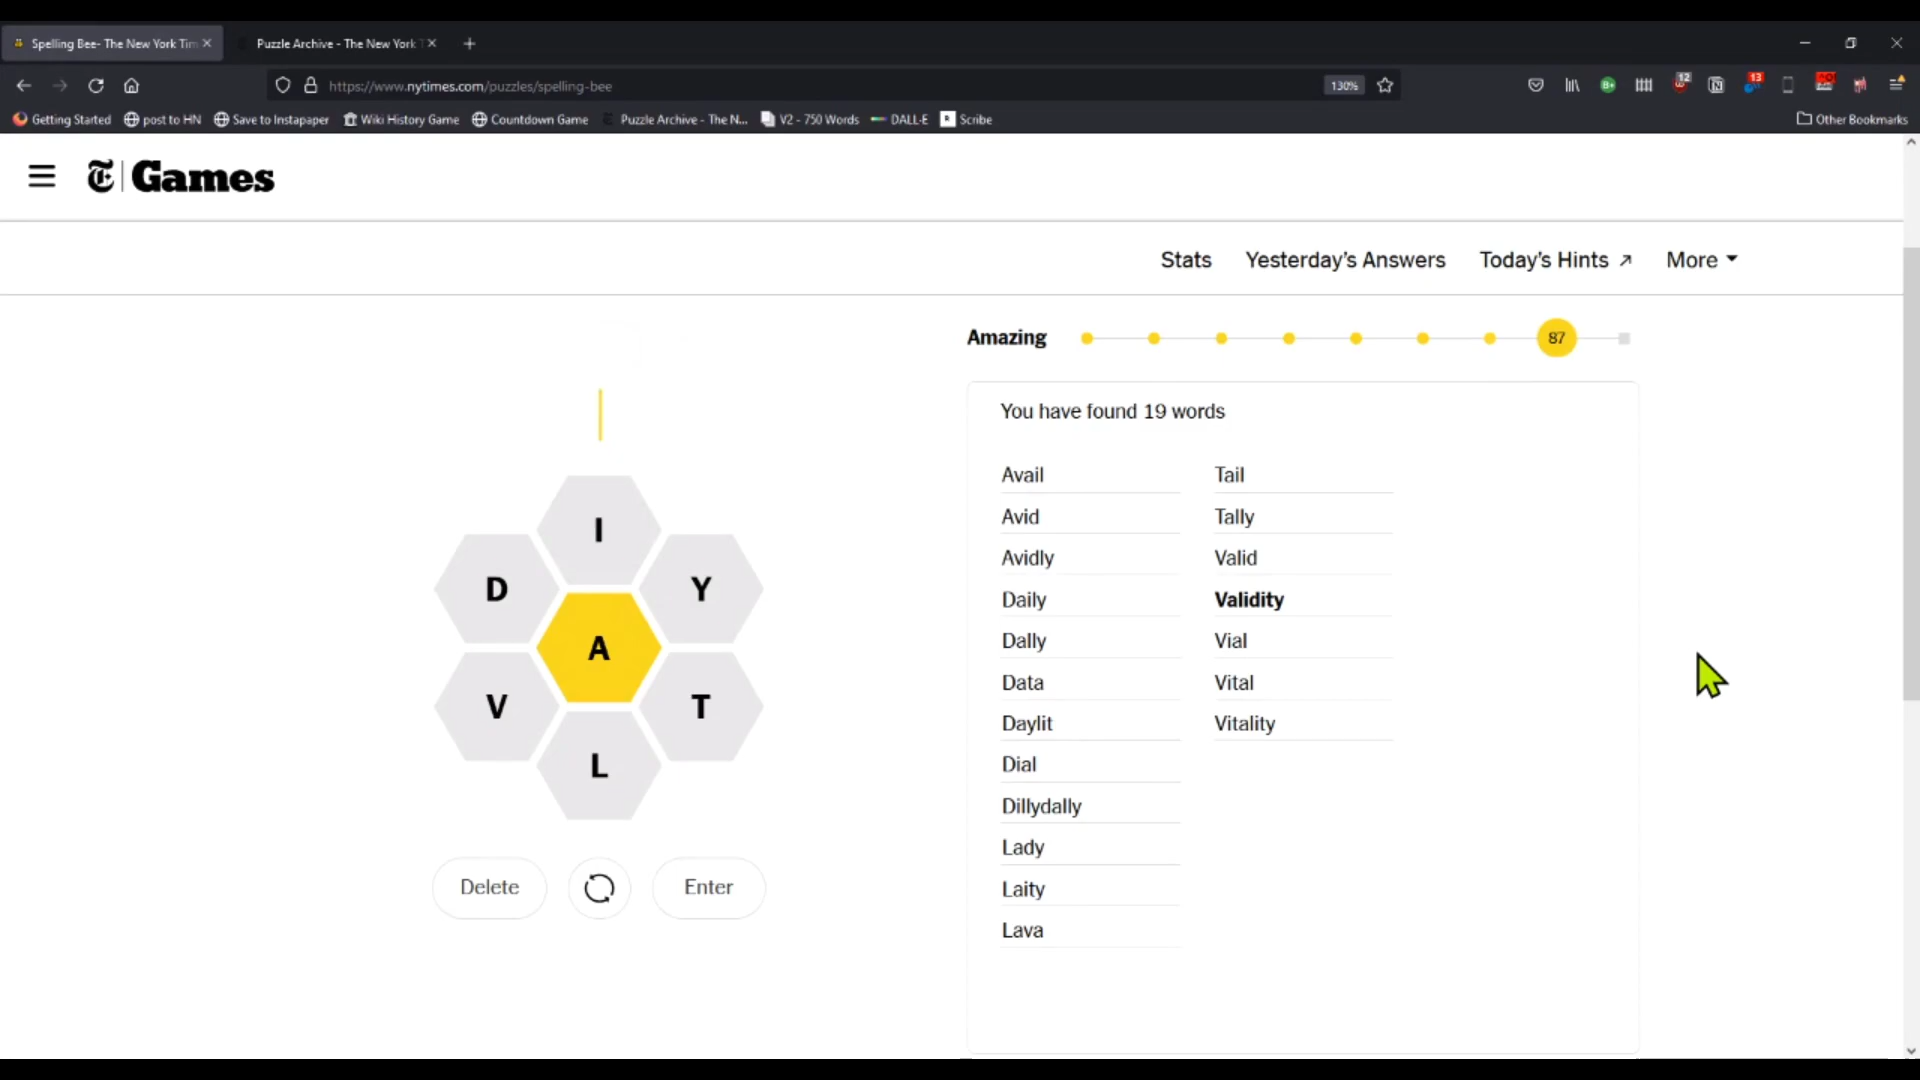 Spelling Bee- The New York Tim
Puzzle Archive - The New York T
https://www.nytimes.com/puzzles/spelling-bee
130%
12
13
Getting Started
post to HN
Save to Instapaper
Wiki History Game
Countdown Game
Puzzle Archive - The N...
V2 - 750 Words
DALL-E
Scribe
Other Bookmarks
T Games
Stats
Yesterday's Answers
Today's Hints
More
Amazing
87
You have found 19 words
Avail
Avid
Avidly
Daily
Dally
Data
Daylit
Dial
Dillydally
Lady
Laity
Lava
Tail
Tally
Valid
Validity
Vial
Vital
Vitality
I
D
Y
A
V
T
L
Delete
Enter